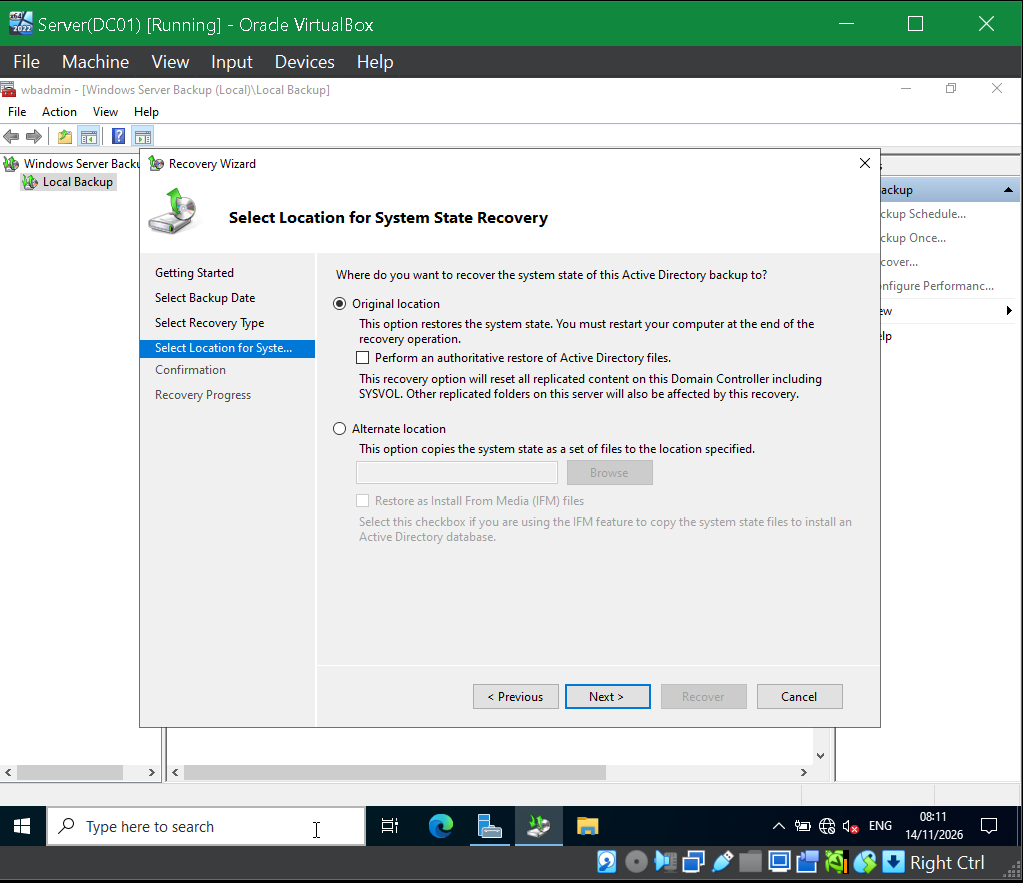 Server(DC01) [Running] - Oracle VirtualBox
File Machine View Input Devices Help
wbadmin - [Windows Server Backup (Local)\Local Backup]
File Action View Help
Windows Server Backu
Local Backup
Recovery Wizard
Select Location for System State Recovery
Getting Started
Select Backup Date
Select Recovery Type
Select Location for Syste...
Confirmation
Recovery Progress
Where do you want to recover the system state of this Active Directory backup to?
Original location
This option restores the system state. You must restart your computer at the end of the
recovery operation.
Perform an authoritative restore of Active Directory files.
This recovery option will reset all replicated content on this Domain Controller including
SYSVOL. Other replicated folders on this server will also be affected by this recovery.
Alternate location
This option copies the system state as a set of files to the location specified.
Browse
Restore as Install From Media (IFM) files
Select this checkbox if you are using the IFM feature to copy the system state files to install an
Active Directory database.
< Previous Next > Recover Cancel
ackup
ckup Schedule...
ckup Once...
cover...
nfigure Performanc...
ew
elp
Type here to search
ENG
08:11
14/11/2026
Right Ctrl